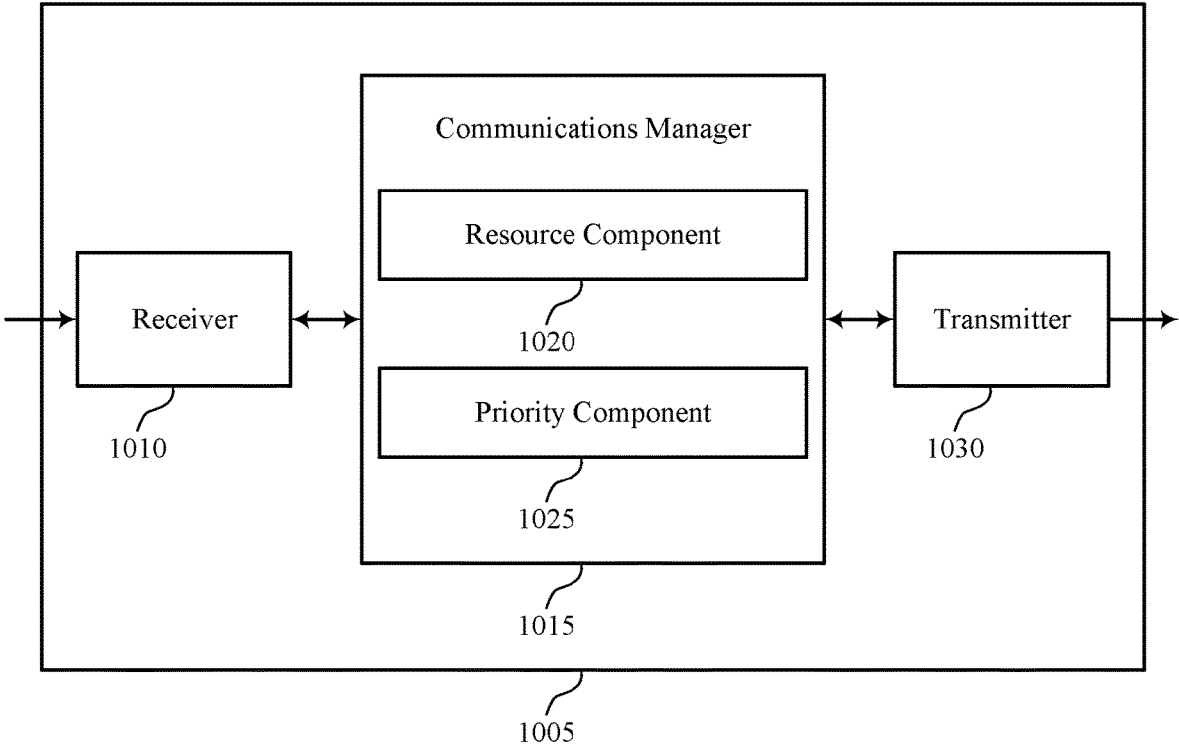 Communications Manager
Resource Component
1020
Receiver
1010
Transmitter
1030
Priority Component
1025
1015
1005